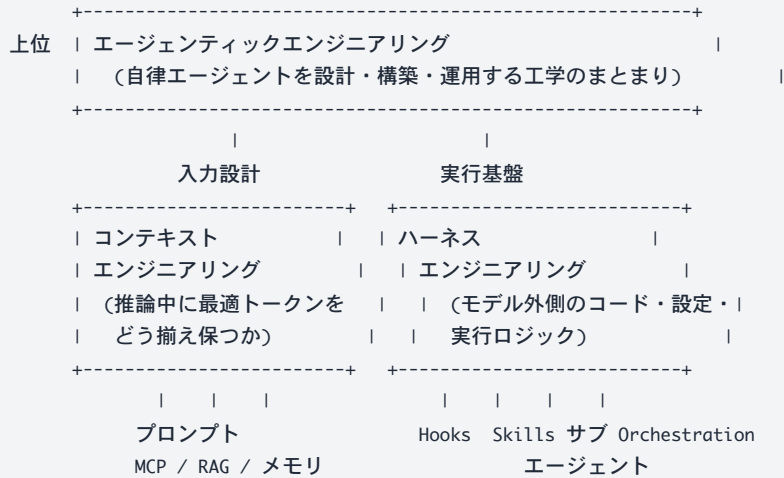 上位 エージェンティックエンジニアリング
(自律エージェントを設計・構築・運用する工学のまとまり)
入力設計 実行基盤
コンテキスト ハーネス
エンジニアリング エンジニアリング
(推論中に最適トークンを (モデル外側のコード・設定・
どう揃え保つか) 実行ロジック)
プロンプト Hooks Skills サブ Orchestration
MCP / RAG / メモリ エージェント